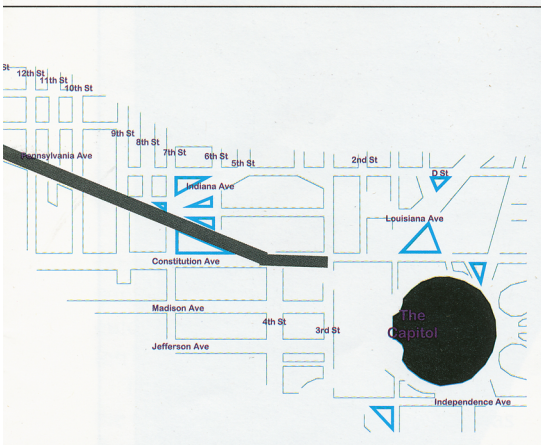 St
12th St
11th St
10th St
9th St
8th St
7th St
6th St
5th St
2nd St
Pennsylvania Ave
D St
Indiana Ave
Louisiana Ave
Constitution Ave
Madison Ave
4th St
3rd St
The
Capitol
Jefferson Ave
Independence Ave